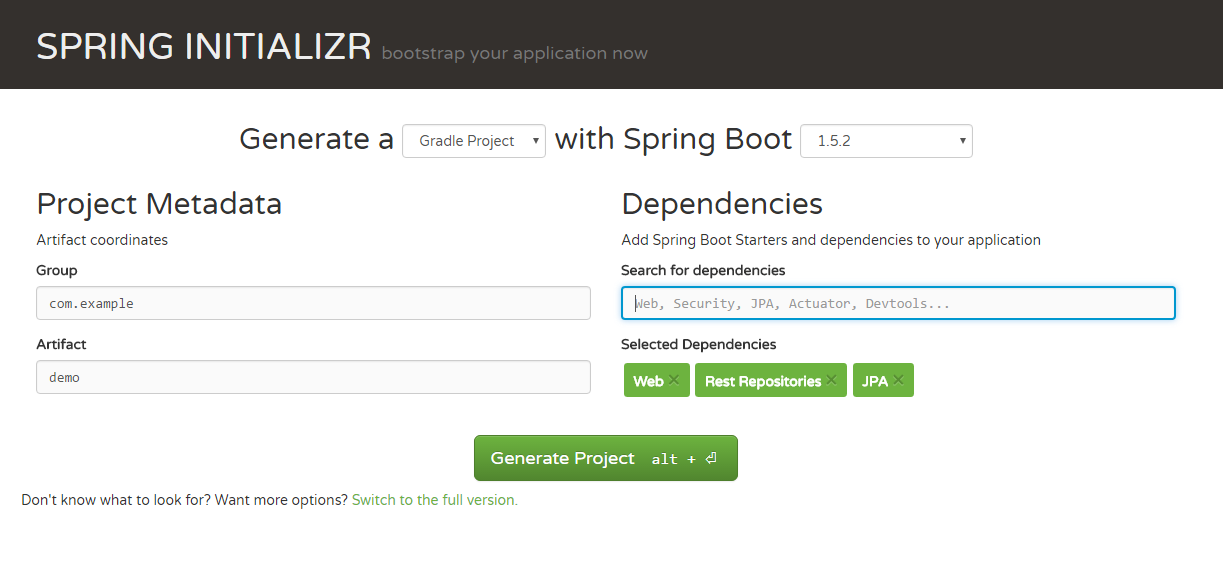 SPRING INITIALIZR bootstrap your application now
Generate a Gradle Project with Spring Boot 1.5.2
Project Metadata
Artifact coordinates
Group
com.example
Artifact
demo
Dependencies
Add Spring Boot Starters and dependencies to your application
Search for dependencies
Web, Security, JPA, Actuator, Devtools...
Selected Dependencies
Web × Rest Repositories × JPA ×
Generate Project alt + ⏎
Don't know what to look for? Want more options? Switch to the full version.